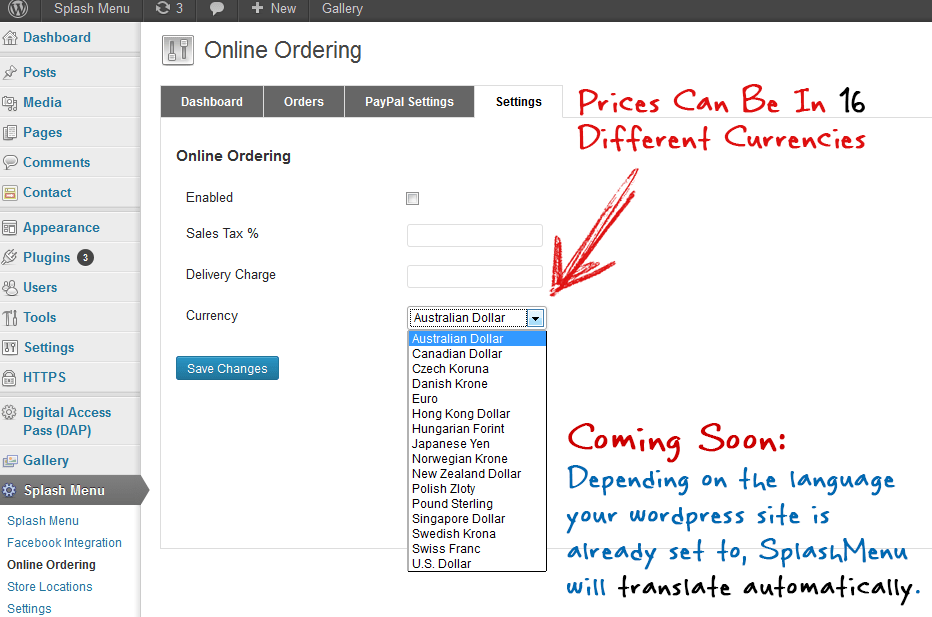 Splash Menu 3 New Gallery
Dashboard
Posts
Media
Pages
Comments
Contact
Appearance
Plugins 3
Users
Tools
Settings
HTTPS
Digital Access
Pass (DAP)
Gallery
Splash Menu
Splash Menu
Facebook Integration
Online Ordering
Store Locations
Settings
Online Ordering
Dashboard Orders PayPal Settings Settings
Prices Can Be In 16
Different Currencies
Online Ordering
Enabled
Sales Tax %
Delivery Charge
Currency Australian Dollar
Australian Dollar
Canadian Dollar
Czech Koruna
Danish Krone
Euro
Hong Kong Dollar
Hungarian Forint
Japanese Yen
Norwegian Krone
New Zealand Dollar
Polish Zloty
Pound Sterling
Singapore Dollar
Swedish Krona
Swiss Franc
U.S. Dollar
Save Changes
Coming Soon:
Depending on the language
your wordpress site is
already set to, SplashMenu
will translate automatically.